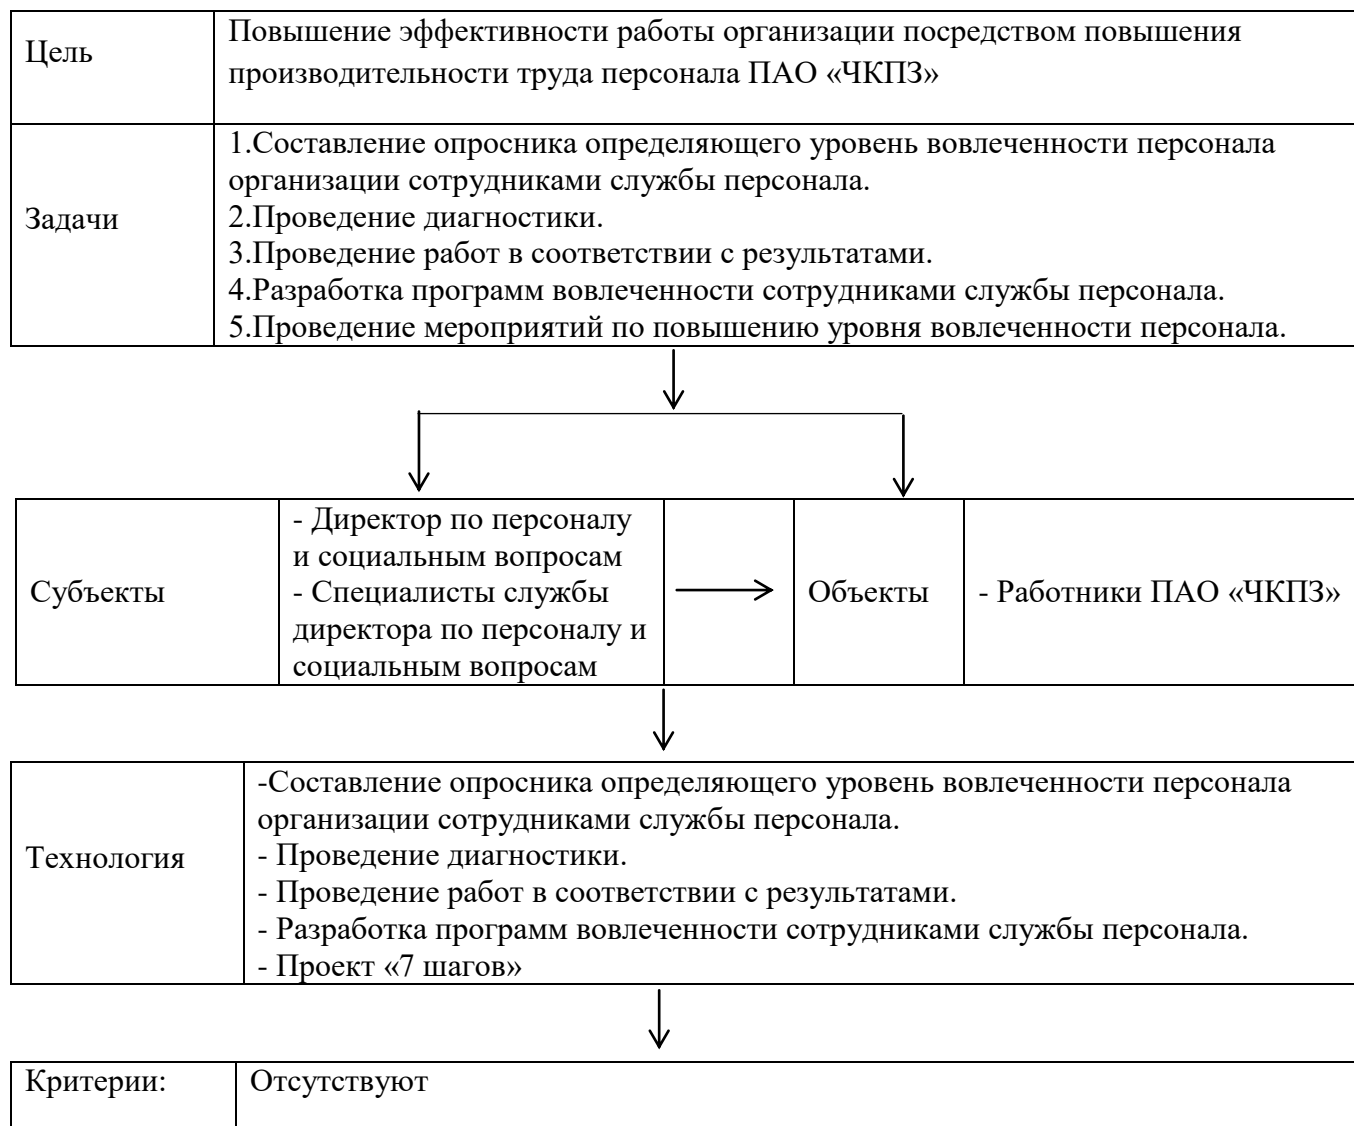 Цель
Повышение эффективности работы организации посредством повышения
производительности труда персонала ПАО «ЧКПЗ»
Задачи
1.Составление опросника определяющего уровень вовлеченности персонала
организации сотрудниками службы персонала.
2.Проведение диагностики.
3.Проведение работ в соответствии с результатами.
4.Разработка программ вовлеченности сотрудниками службы персонала.
5.Проведение мероприятий по повышению уровня вовлеченности персонала.
Субъекты
- Директор по персоналу
и социальным вопросам
- Специалисты службы
директора по персоналу и
социальным вопросам
Объекты
- Работники ПАО «ЧКПЗ»
Технология
-Составление опросника определяющего уровень вовлеченности персонала
организации сотрудниками службы персонала.
- Проведение диагностики.
- Проведение работ в соответствии с результатами.
- Разработка программ вовлеченности сотрудниками службы персонала.
- Проект «7 шагов»
Критерии:
Отсутствуют